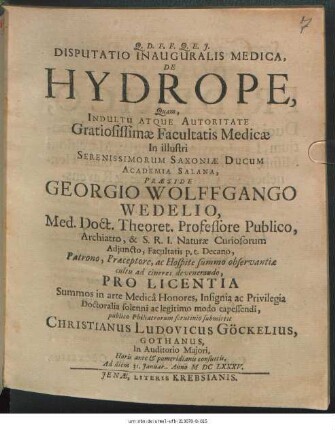 7
Q. D. F. F. Q. E. J.
DISPUTATIO INAUGURALIS MEDICA,
DE
HYDROPE,
Quam,
INDULTU ATQUE AUTORITATE
Gratiosissimæ Facultatis Medicæ
In illustri
SERENISSIMORUM SAXONIÆ DUCUM
ACADEMIA SALANA,
PRÆSIDE
GEORGIO WOLFFGANGO
WEDELIO,
Med. Doct. Theoret. Professore Publico,
Archiatro, & S. R. I. Naturæ Curiosorum
Adjuncto, Facultatis p. t. Decano,
Patrono, Præceptore, ac Hospite summo observantiæ
cultu ad cineres devenerando,
PRO LICENTIA
Summos in arte Medicâ Honores, Insignia ac Privilegia
Doctoralia solenni ac legitimo modo capessendi,
publico Philiatrorum scrutinio submittit
CHRISTIANUS LUDOVICUS GÖCKELIUS,
GOTHANUS,
In Auditorio Majori,
Horis ante & pomeridianis consuetis,
Ad diem 31. Januar. Anno M DC LXXXIV.
JENÆ, LITERIS KREBSIANIS.